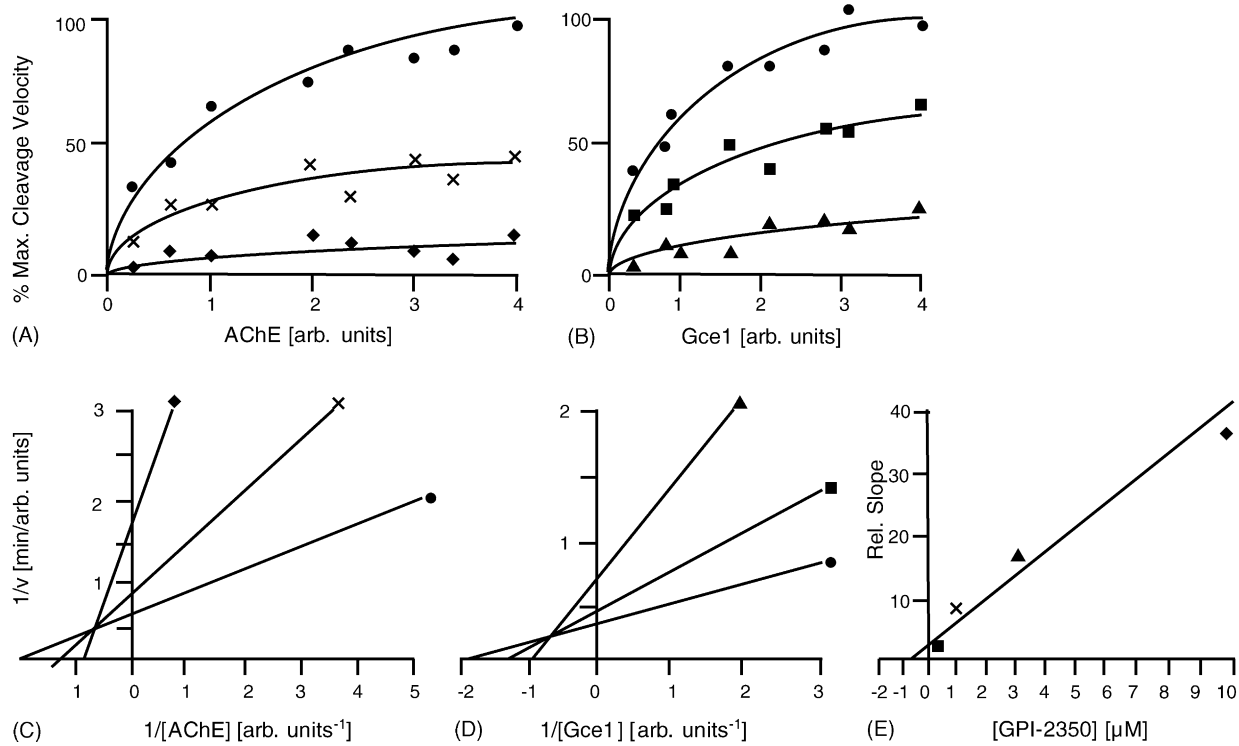 % Max. Cleavage Velocity
100
50
0
0 1 2 3 4
(A) AChE [arb. units]
100
50
0
0 1 2 3 4
(B) Gce1 [arb. units]
1/v [min/arb. units]
3
2
1
1 0 1 2 3 4 5
(C) 1/[AChE] [arb. units-1]
2
1
-2 -1 0 1 2 3
(D) 1/[Gce1] [arb. units-1]
Rel. Slope
40
30
20
10
-2 -1 0 1 2 3 4 5 6 7 8 9 10
(E) [GPI-2350] [µM]